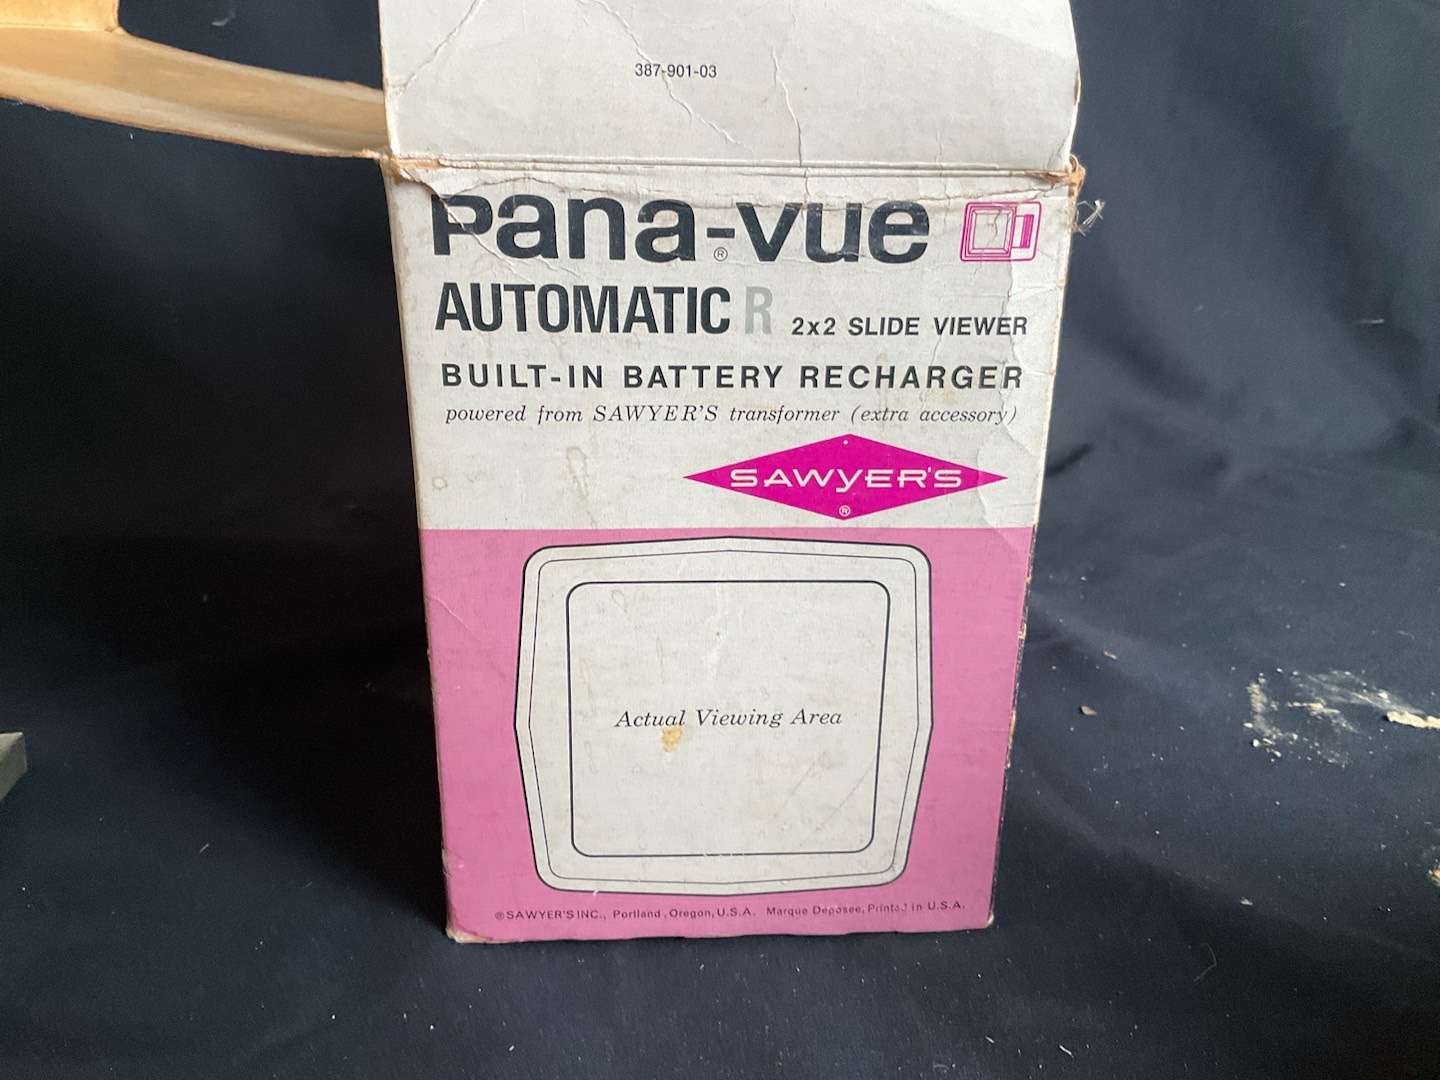 387-901-03
Pana-vue
®
AUTOMATIC R 2x2 SLIDE VIEWER
BUILT-IN BATTERY RECHARGER
powered from SAWYER'S transformer (extra accessory)
SAWYER'S
®
Actual Viewing Area
®SAWYER'S INC., Portland, Oregon, U.S.A. Marque Deposee, Printed in U.S.A.